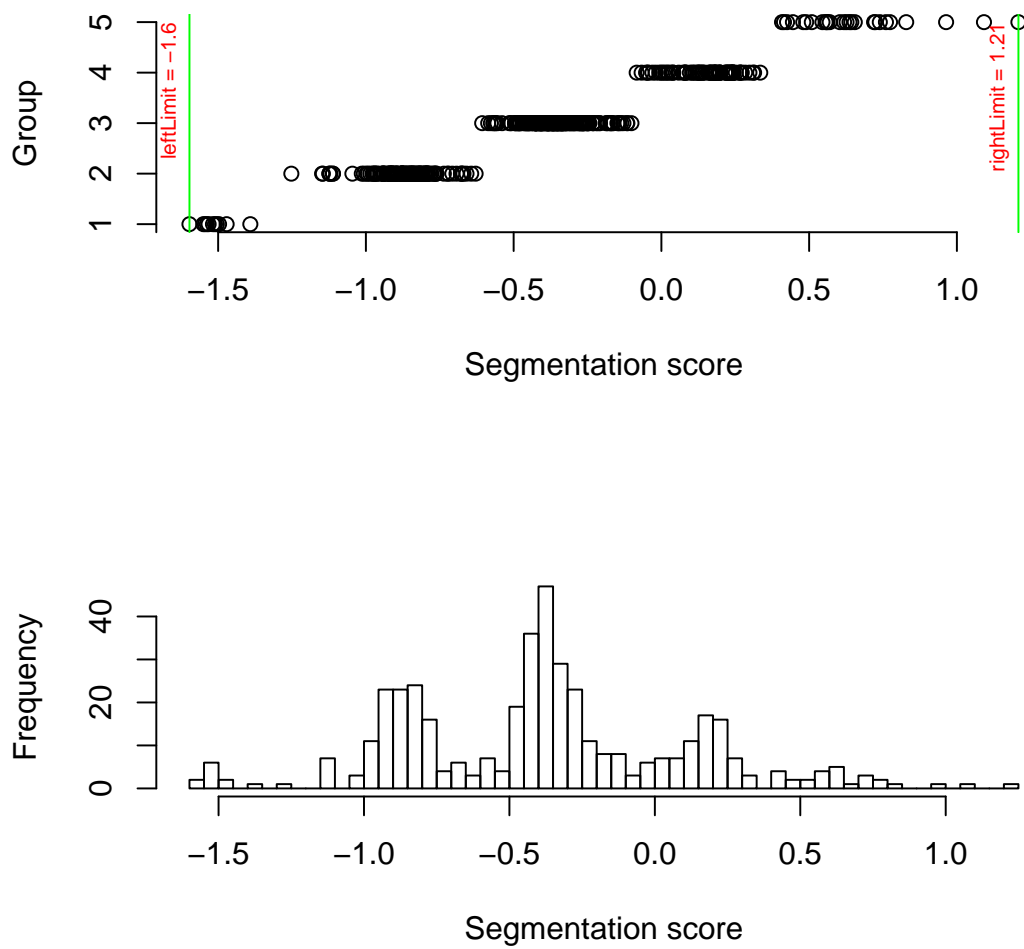 Group
1
2
3
4
5
leftLimit = −1.6
rightLimit = 1.21
−1.5 −1.0 −0.5 0.0 0.5 1.0
Segmentation score
Frequency
0
20
40
−1.5 −1.0 −0.5 0.0 0.5 1.0
Segmentation score